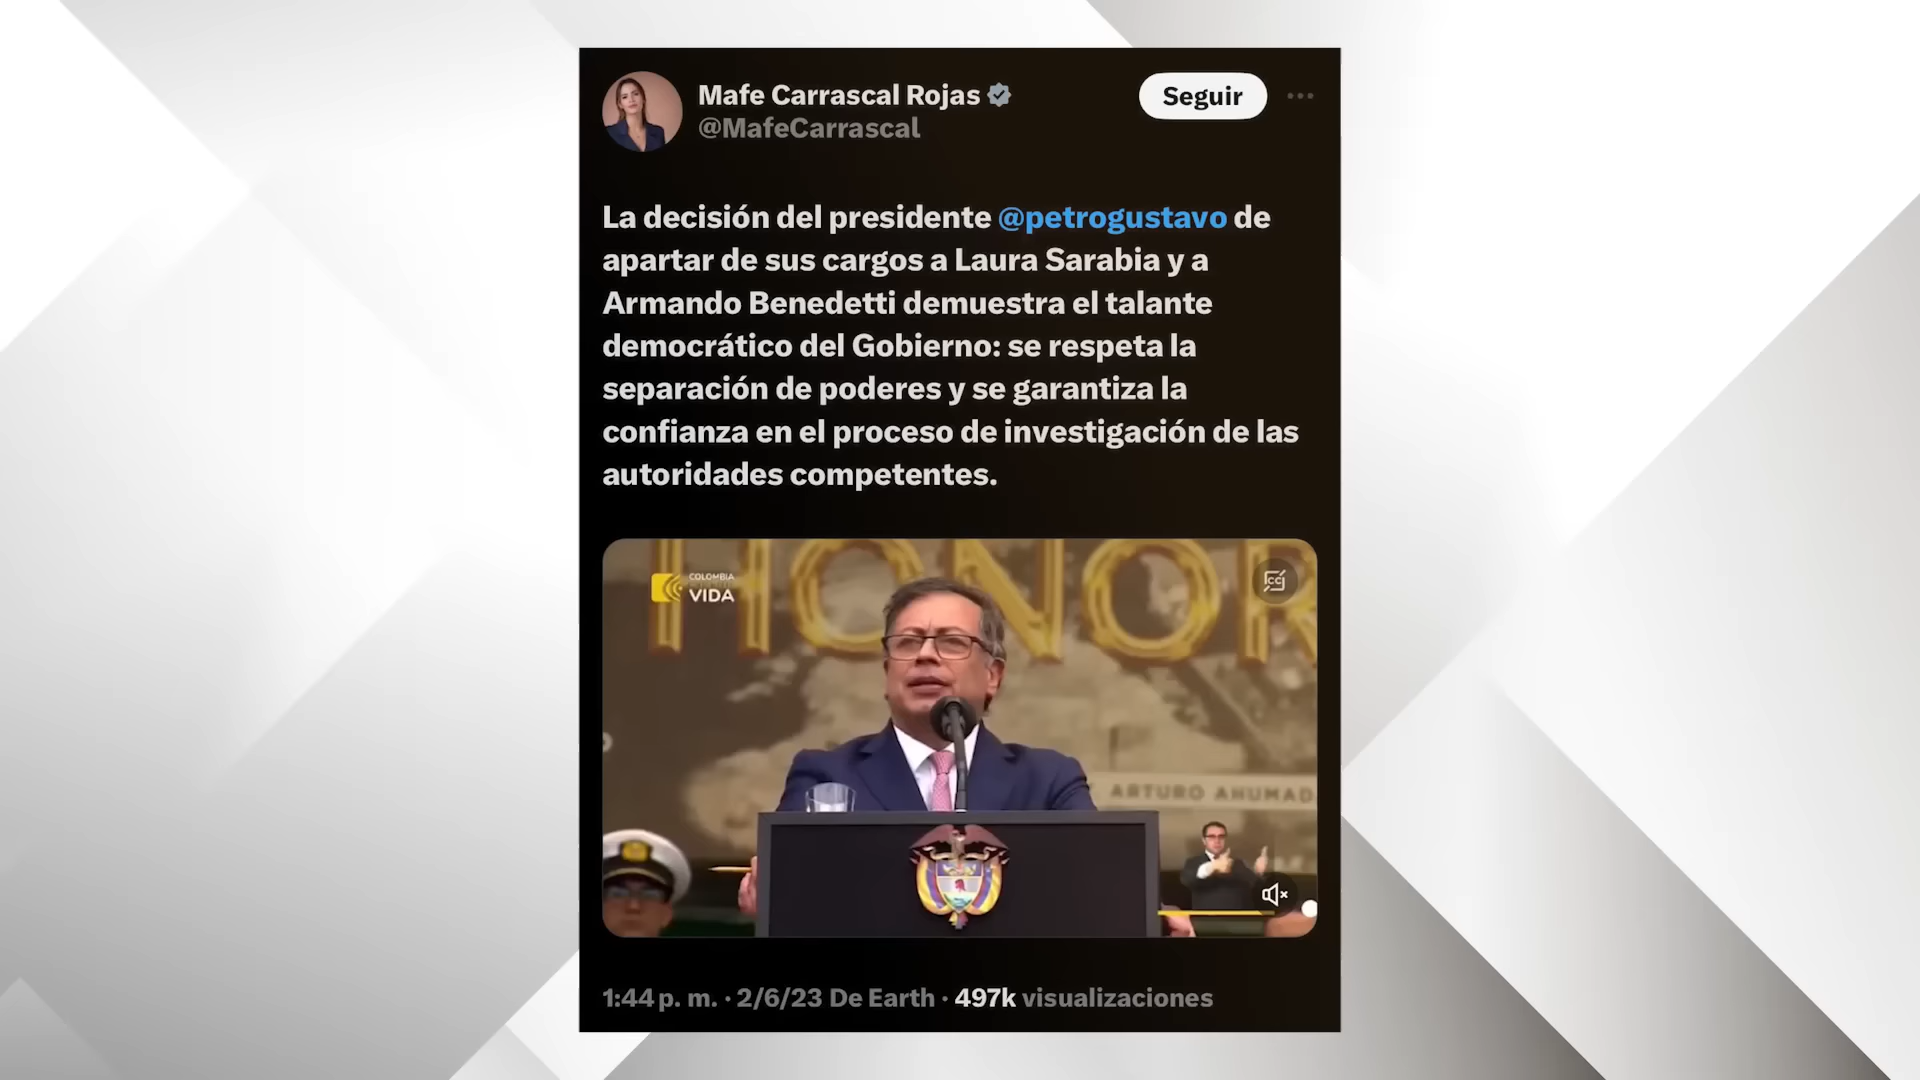 Mafe Carrascal Rojas
@MafeCarrascal
Seguir
La decisión del presidente @petrogustavo de
apartar de sus cargos a Laura Sarabia y a
Armando Benedetti demuestra el talante
democrático del Gobierno: se respeta la
separación de poderes y se garantiza la
confianza en el proceso de investigación de las
autoridades competentes.
HONOR
COLOMBIA
VIDA
CC
ARTURO AHUMAD
1:44 p. m. · 2/6/23 De Earth · 497k visualizaciones